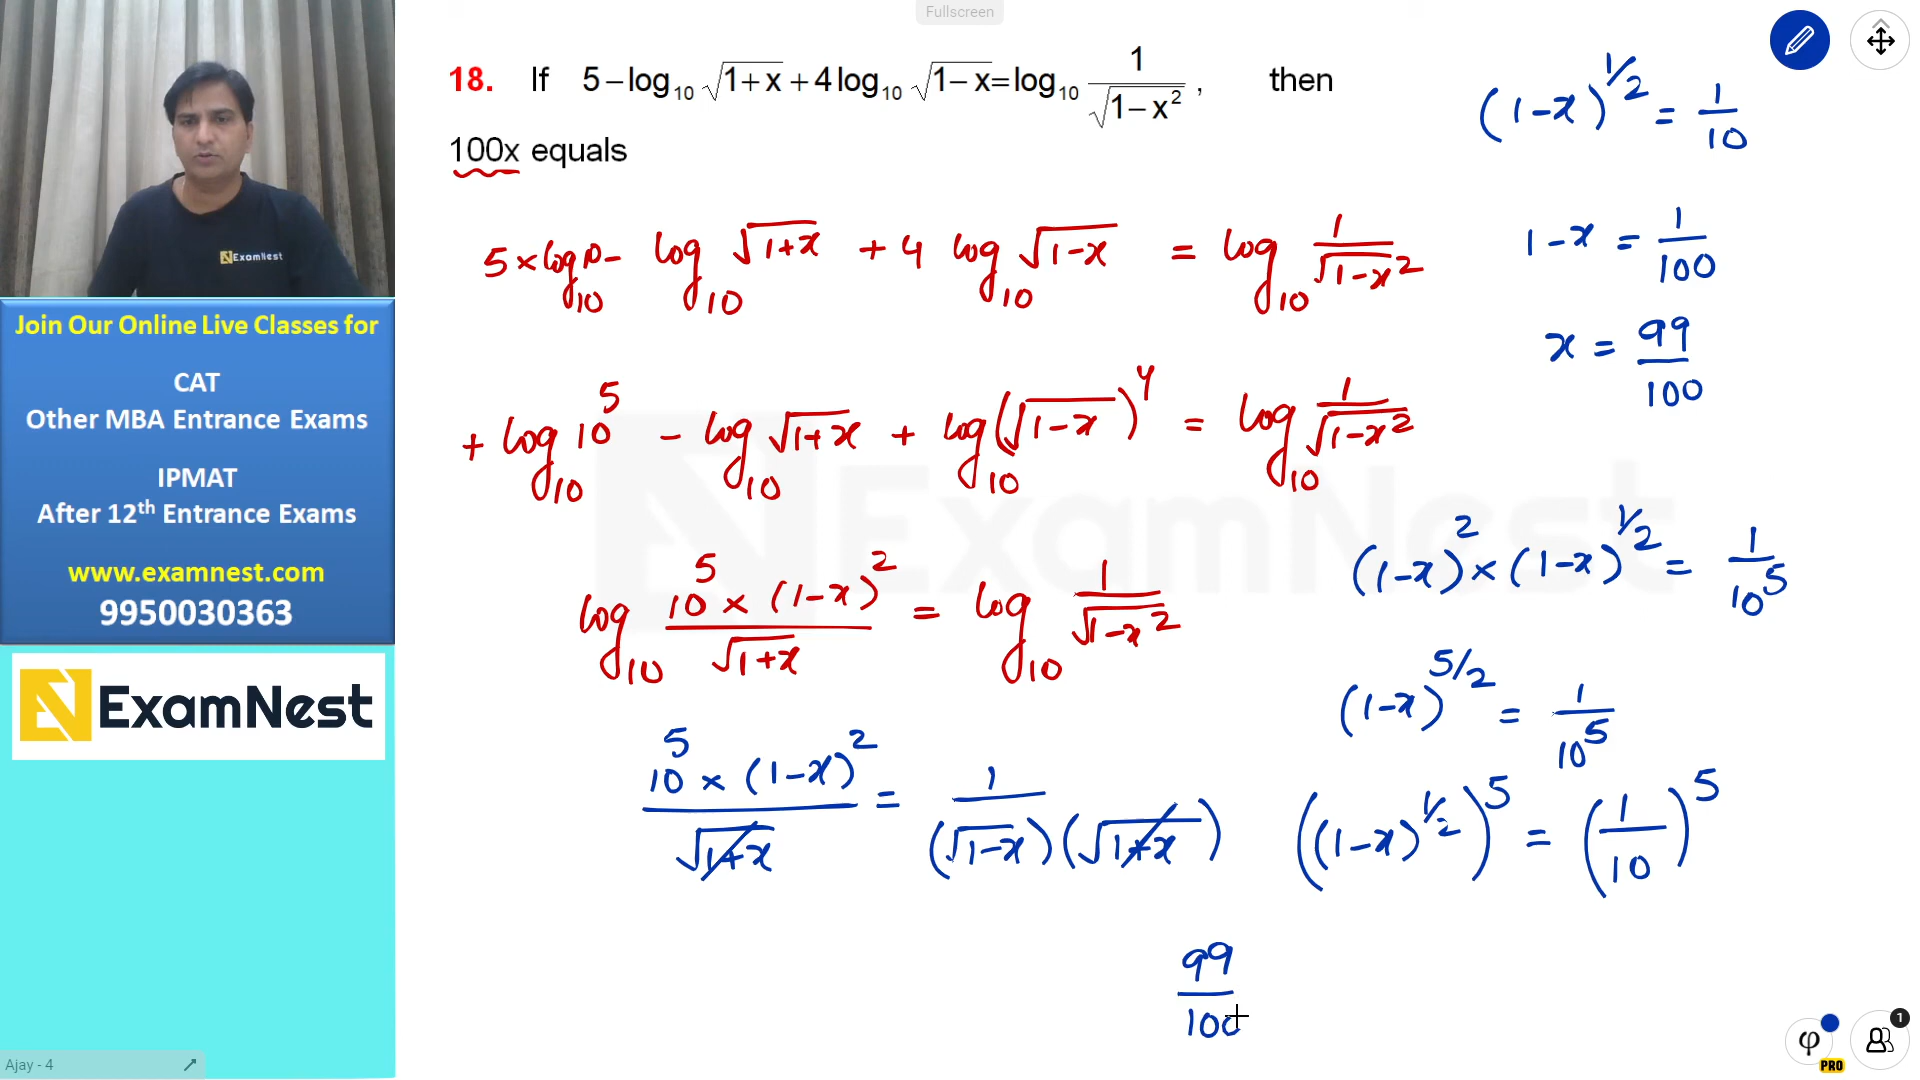 Fullscreen
18. If 5 − log₁₀ √(1+x) + 4 log₁₀ √(1−x) = log₁₀ 1/√(1−x²), then
100x equals
5 × log₁₀ 10 − log₁₀ √(1+x) + 4 log₁₀ √(1−x) = log₁₀ 1/√(1−x²)
+ log₁₀ 10⁵ − log₁₀ √(1+x) + log₁₀ (√(1−x))⁴ = log₁₀ 1/√(1−x²)
log₁₀ (10⁵ × (1−x)²)/√(1+x) = log₁₀ 1/√(1−x²)
(10⁵ × (1−x)²)/√(1+x) = 1/((√(1−x))(√(1+x)))
(1−x)² × (1−x)^(1/2) = 1/10⁵
(1−x)^(5/2) = 1/10⁵
((1−x)^(1/2))⁵ = (1/10)⁵
(1−x)^(1/2) = 1/10
1−x = 1/100
x = 99/100
99/100
ExamNest
ExamNest
Join Our Online Live Classes for
CAT
Other MBA Entrance Exams
IPMAT
After 12th Entrance Exams
www.examnest.com
9950030363
ExamNest
Ajay - 4
φ
PRO
1